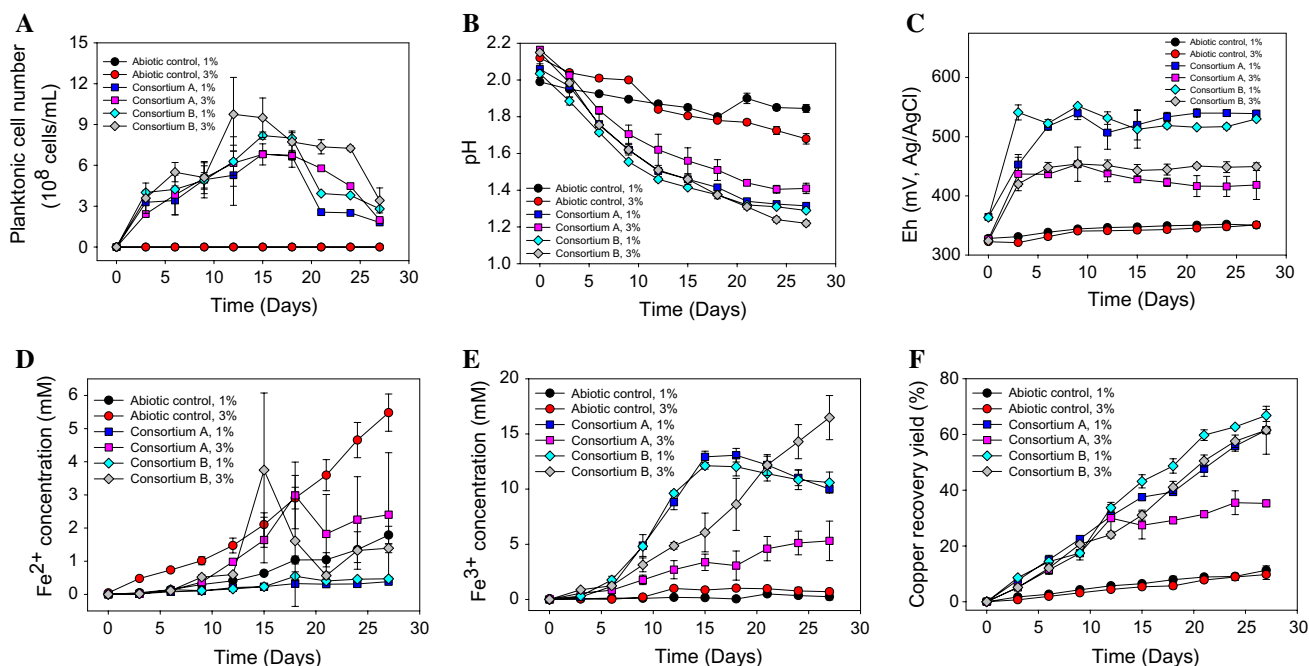 A
Planktonic cell number
(10⁸ cells/mL)
15
12
9
6
3
0
Abiotic control, 1%
Abiotic control, 3%
Consortium A, 1%
Consortium A, 3%
Consortium B, 1%
Consortium B, 3%
0 5 10 15 20 25 30
Time (Days)
B
pH
2.2
2.0
1.8
1.6
1.4
1.2
1.0
Abiotic control, 1%
Abiotic control, 3%
Consortium A, 1%
Consortium A, 3%
Consortium B, 1%
Consortium B, 3%
0 5 10 15 20 25 30
Time (Days)
C
Eh (mV, Ag/AgCl)
600
500
400
300
Abiotic control, 1%
Abiotic control, 3%
Consortium A, 1%
Consortium A, 3%
Consortium B, 1%
Consortium B, 3%
0 5 10 15 20 25 30
Time (Days)
D
Fe²⁺ concentration (mM)
6
5
4
3
2
1
0
Abiotic control, 1%
Abiotic control, 3%
Consortium A, 1%
Consortium A, 3%
Consortium B, 1%
Consortium B, 3%
0 5 10 15 20 25 30
Time (Days)
E
Fe³⁺ concentration (mM)
20
15
10
5
0
Abiotic control, 1%
Abiotic control, 3%
Consortium A, 1%
Consortium A, 3%
Consortium B, 1%
Consortium B, 3%
0 5 10 15 20 25 30
Time (Days)
F
Copper recovery yield (%)
100
80
60
40
20
0
Abiotic control, 1%
Abiotic control, 3%
Consortium A, 1%
Consortium A, 3%
Consortium B, 1%
Consortium B, 3%
0 5 10 15 20 25 30
Time (Days)